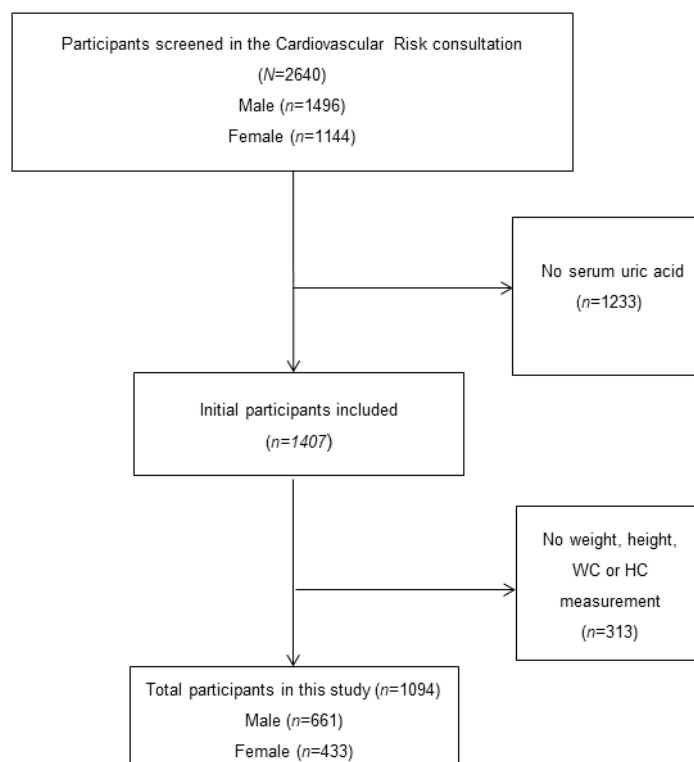 Participants screened in the Cardiovascular Risk consultation
(N=2640)
Male (n=1496)
Female (n=1144)
No serum uric acid
(n=1233)
Initial participants included
(n=1407)
No weight, height,
WC or HC
measurement
(n=313)
Total participants in this study (n=1094)
Male (n=661)
Female (n=433)